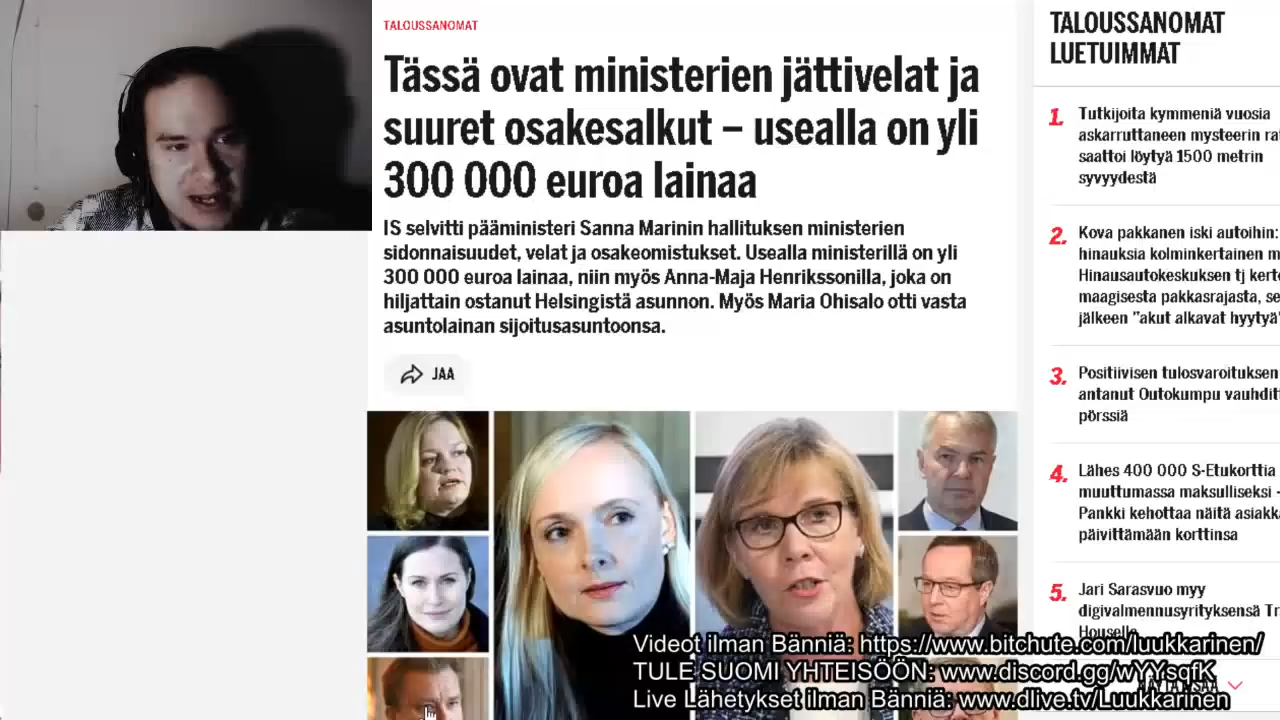 TALOUSSANOMAT
Tässä ovat ministerien jättivelat ja
suuret osakesalkut – usealla on yli
300 000 euroa lainaa
IS selvitti pääministeri Sanna Marinin hallituksen ministerien
sidonnaisuudet, velat ja osakeomistukset. Usealla ministerillä on yli
300 000 euroa lainaa, niin myös Anna-Maja Henrikssonilla, joka on
hiljattain ostanut Helsingistä asunnon. Myös Maria Ohisalo otti vasta
asuntolainan sijoitusasuntoonsa.
JAA
TALOUSSANOMAT
LUETUIMMAT
1. Tutkijoita kymmeniä vuosia
askarruttaneen mysteerin ra
saattoi löytyä 1500 metrin
syvyydestä
2. Kova pakkanen iski autoihin:
hinauksia kolminkertainen m
Hinausautokeskuksen tj kert
maagisesta pakkasrajasta, se
jälkeen "akut alkavat hyytyä"
3. Positiivisen tulosvaroituksen
antanut Outokumpu vauhdit
pörssiä
4. Lähes 400 000 S-Etukorttia
muuttumassa maksulliseksi –
Pankki kehottaa näitä asiakka
päivittämään korttinsa
5. Jari Sarasvuo myy
digivalmennusyrityksensä Tr
Houselle
Videot ilman Bänniä: https://www.bitchute.com/luukkarinen/
TULE SUOMI YHTEISÖÖN: www.discord.gg/wYYsqfK
Live Lähetykset ilman Bänniä: www.dlive.tv/Luukkarinen